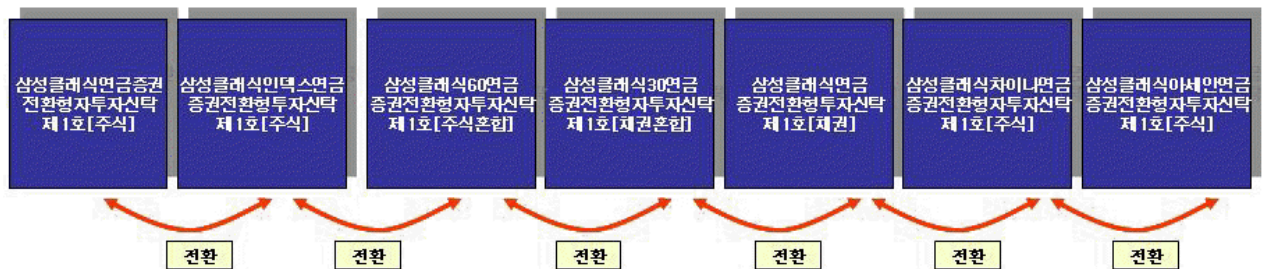 삼성클래식연금증권
전환형자투자신탁
제1호[주식]
삼성클래식인덱스연금
증권전환형자투자신탁
제1호[주식]
삼성클래식60연금
증권전환형자투자신탁
제1호[주식혼합]
삼성클래식30연금
증권전환형자투자신탁
제1호[채권혼합]
삼성클래식연금
증권전환형자투자신탁
제1호[채권]
삼성클래식차이나연금
증권전환형자투자신탁
제1호[주식]
삼성클래식아세안연금
증권전환형자투자신탁
제1호[주식]
전환
전환
전환
전환
전환
전환